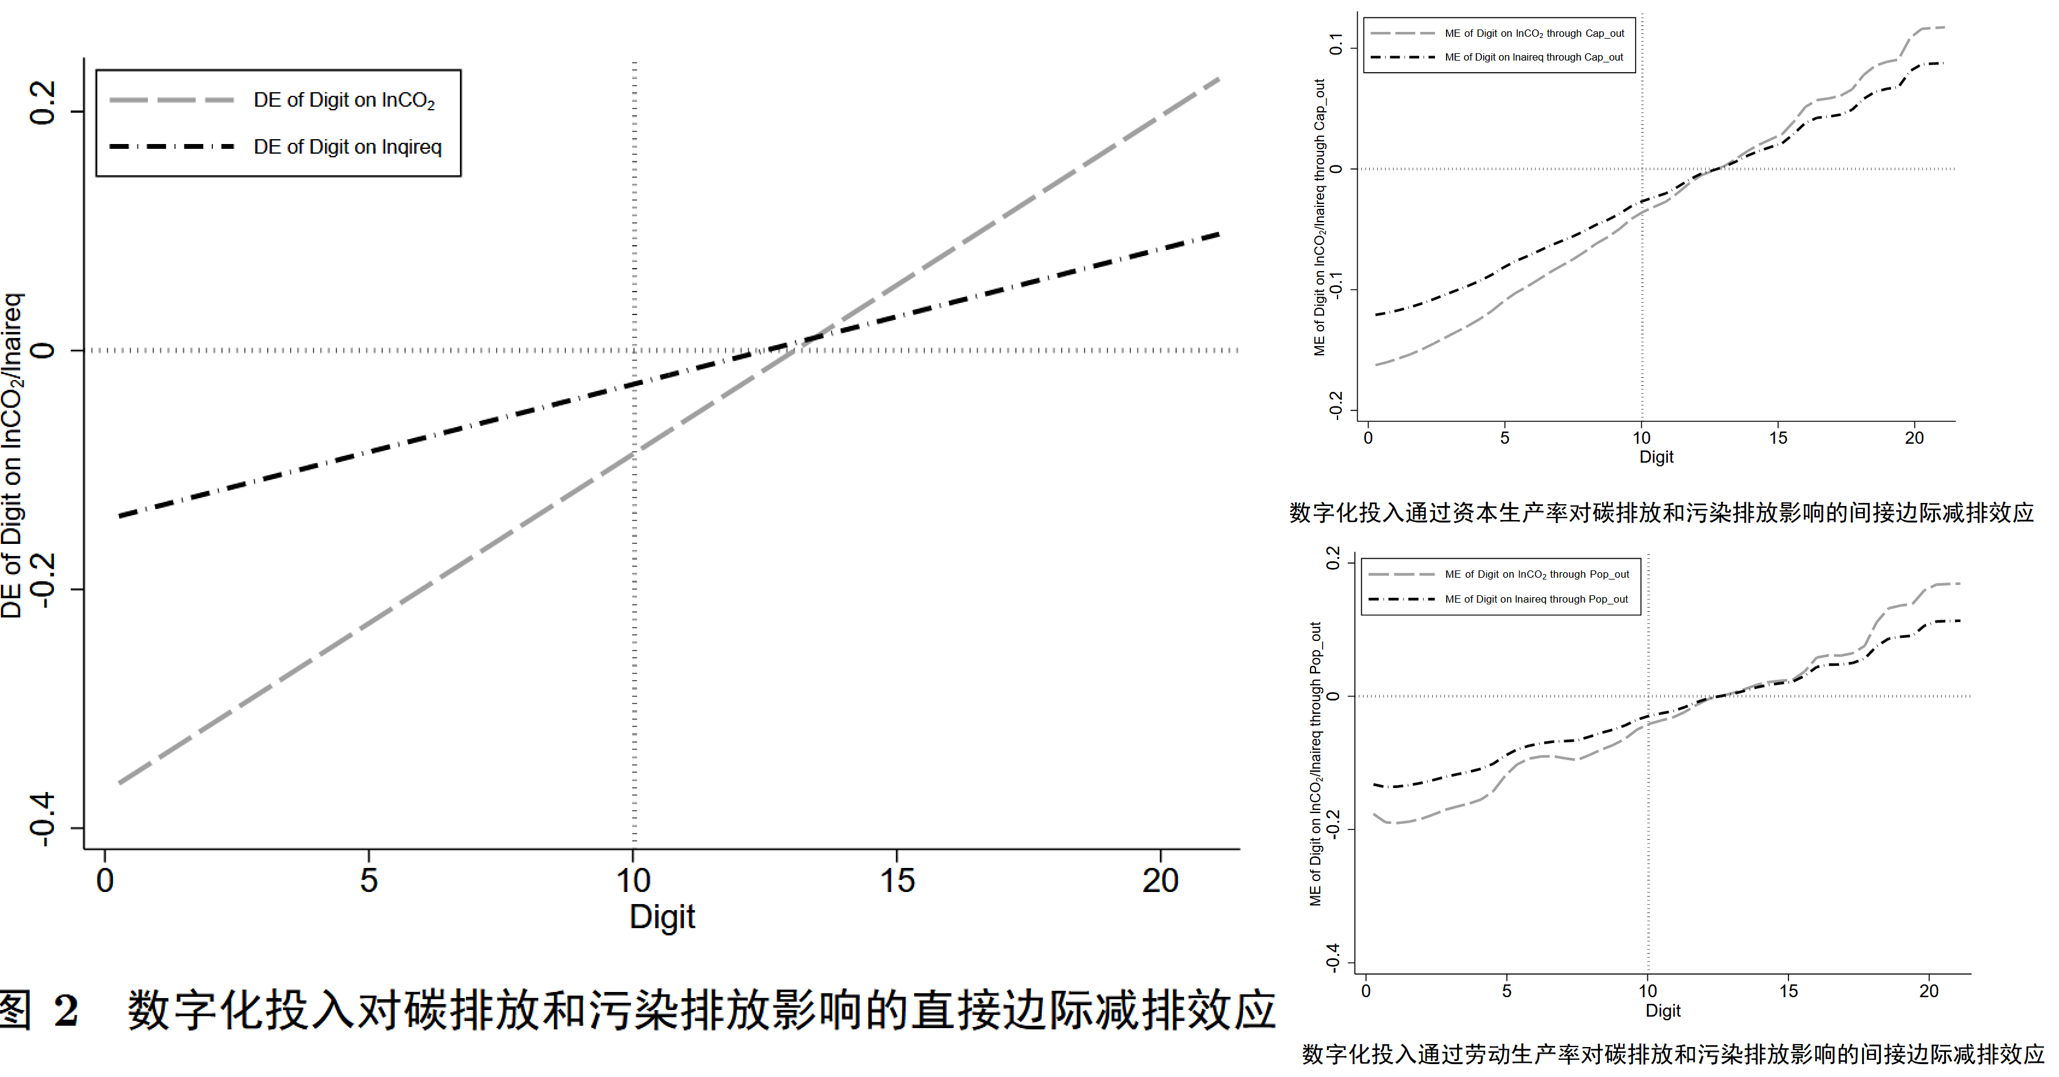 DE of Digit on lnCO₂
DE of Digit on lnqireq
DE of Digit on lnCO₂/lnaireq
0.2
0
-0.2
-0.4
0 5 10 15 20
Digit
图 2 数字化投入对碳排放和污染排放影响的直接边际减排效应
ME of Digit on lnCO₂ through Cap_out
ME of Digit on lnaireq through Cap_out
ME of Digit on lnCO₂/lnaireq through Cap_out
0.1
0
-0.1
-0.2
0 5 10 15 20
Digit
数字化投入通过资本生产率对碳排放和污染排放影响的间接边际减排效应
ME of Digit on lnCO₂ through Pop_out
ME of Digit on lnaireq through Pop_out
ME of Digit on lnCO₂/lnaireq through Pop_out
0.2
0
-0.2
-0.4
0 5 10 15 20
Digit
数字化投入通过劳动生产率对碳排放和污染排放影响的间接边际减排效应